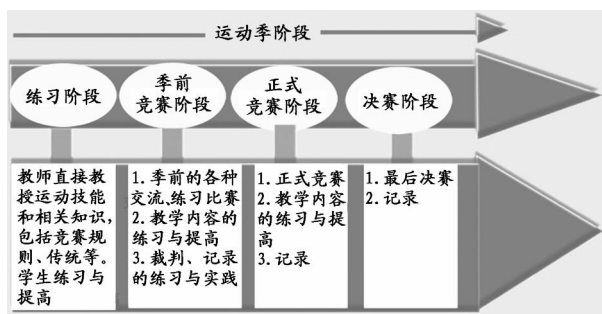 运动季阶段
练习阶段
季前
竞赛阶段
正式
竞赛阶段
决赛阶段
教师直接教
授运动技能
和相关知识，
包括竞赛规
则、传统等。
学生练习与
提高
1. 季前的各种
交流、练习比赛
2. 教学内容的
练习与提高
3. 裁判、记录
的练习与实践
1. 正式竞赛
2. 教学内容
的练习与提
高
3. 记录
1. 最后决赛
2. 记录